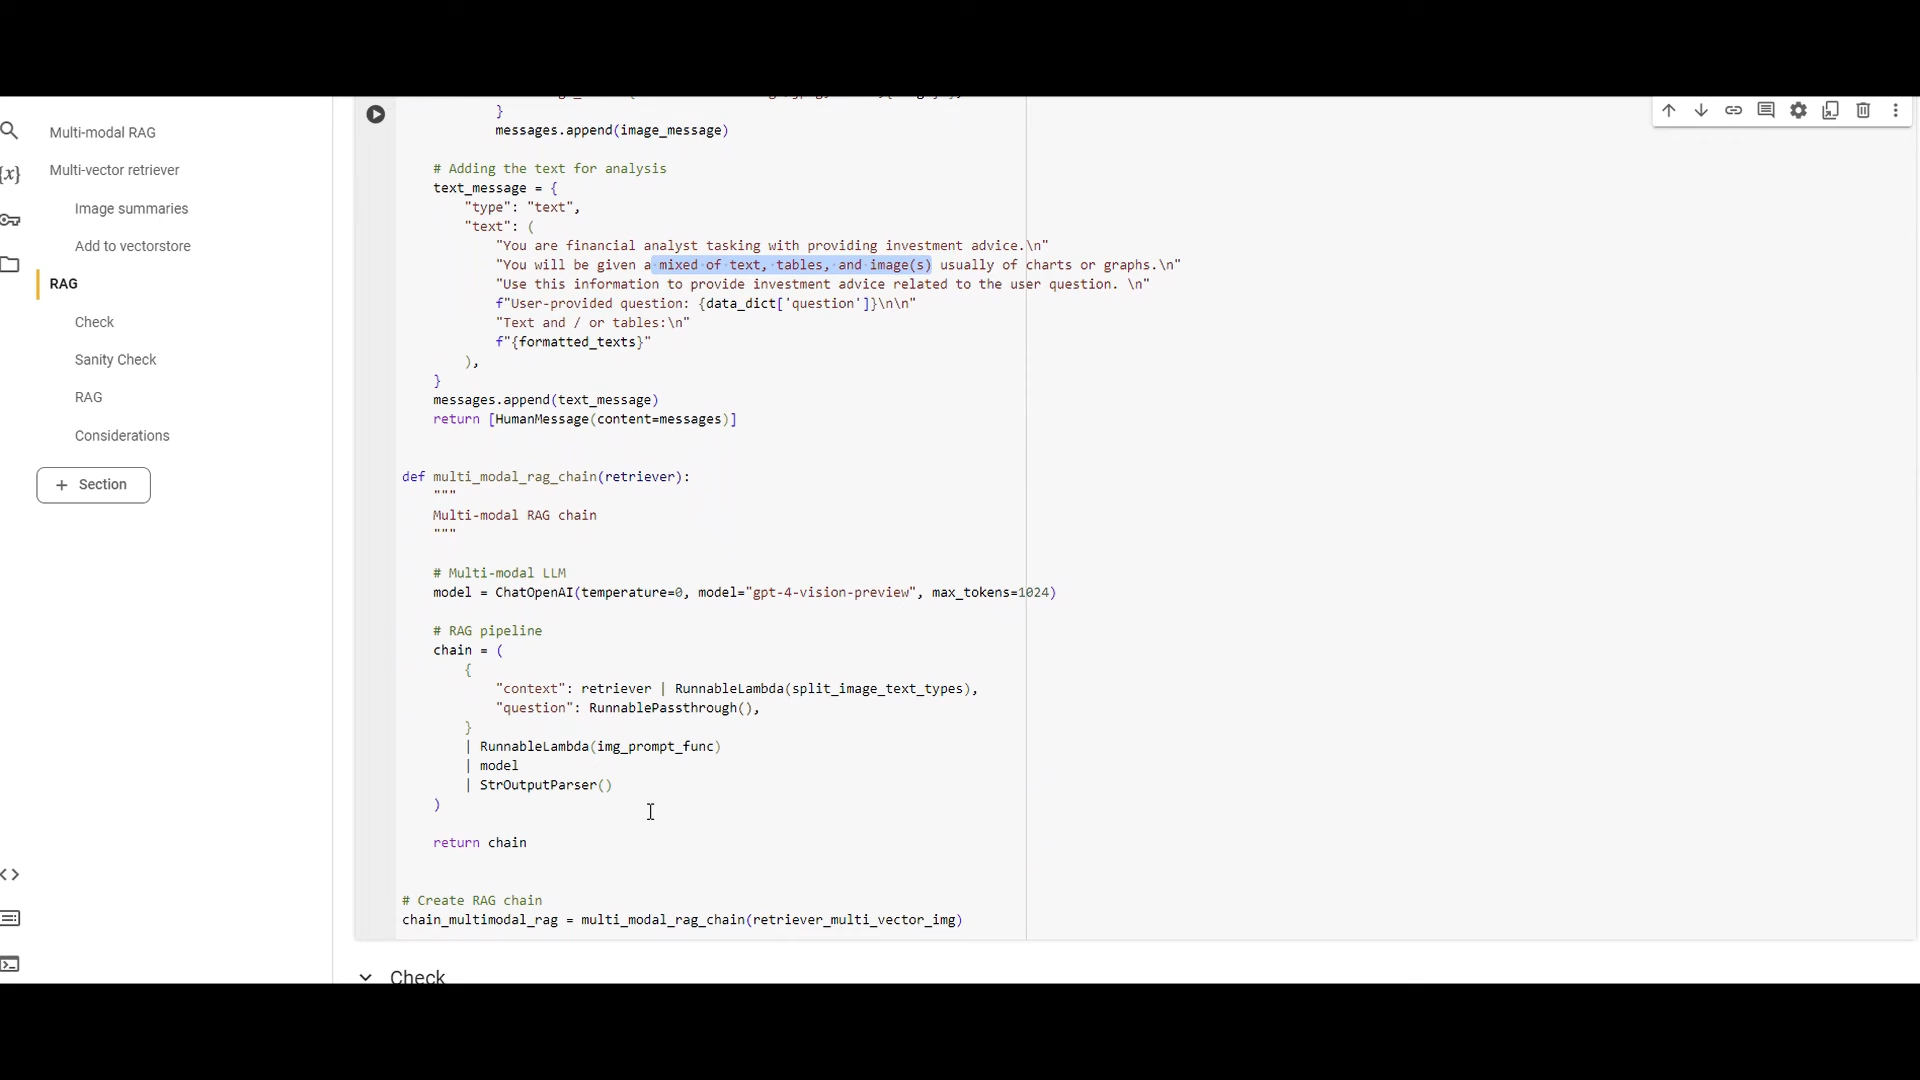 Multi-modal RAG
Multi-vector retriever
Image summaries
Add to vectorstore
RAG
Check
Sanity Check
RAG
Considerations
+ Section
{x}
}
messages.append(image_message)
# Adding the text for analysis
text_message = {
"type": "text",
"text": (
"You are financial analyst tasking with providing investment advice.\n"
"You will be given a mixed of text, tables, and image(s) usually of charts or graphs.\n"
"Use this information to provide investment advice related to the user question. \n"
f"User-provided question: {data_dict['question']}\n\n"
"Text and / or tables:\n"
f"{formatted_texts}"
),
}
messages.append(text_message)
return [HumanMessage(content=messages)]
def multi_modal_rag_chain(retriever):
"""
Multi-modal RAG chain
"""
# Multi-modal LLM
model = ChatOpenAI(temperature=0, model="gpt-4-vision-preview", max_tokens=1024)
# RAG pipeline
chain = (
{
"context": retriever | RunnableLambda(split_image_text_types),
"question": RunnablePassthrough(),
}
| RunnableLambda(img_prompt_func)
| model
| StrOutputParser()
)
return chain
# Create RAG chain
chain_multimodal_rag = multi_modal_rag_chain(retriever_multi_vector_img)
Check